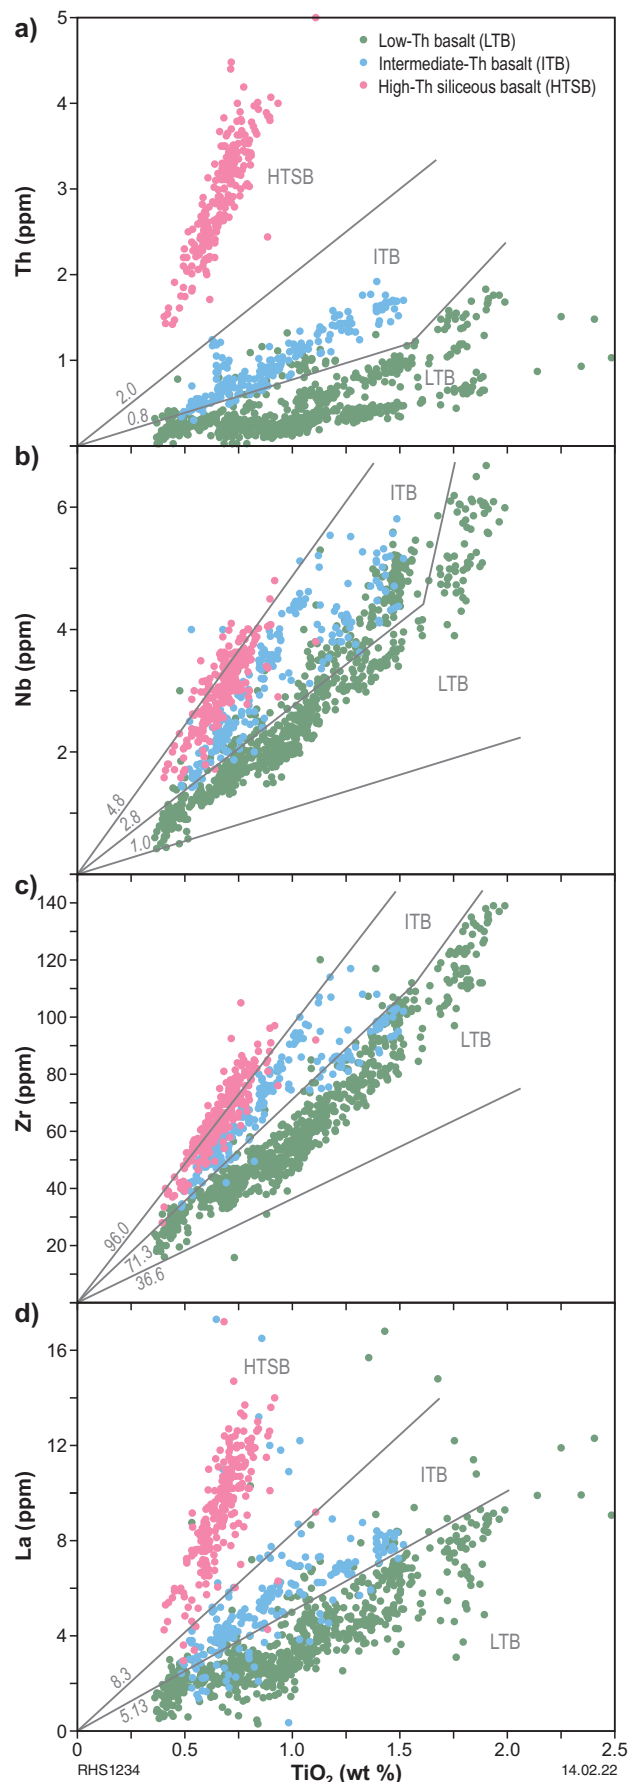 a)
5
4
3
2
1
Th (ppm)
Low-Th basalt (LTB)
Intermediate-Th basalt (ITB)
High-Th siliceous basalt (HTSB)
HTSB
ITB
LTB
2.0
0.8
b)
6
4
2
Nb (ppm)
ITB
LTB
4.8
2.8
1.0
c)
140
120
100
80
60
40
20
Zr (ppm)
ITB
LTB
96.0
71.3
36.6
d)
16
12
8
4
0
La (ppm)
HTSB
ITB
LTB
8.3
5.13
0 0.5 1.0 1.5 2.0 2.5
RHS1234 TiO₂ (wt %) 14.02.22